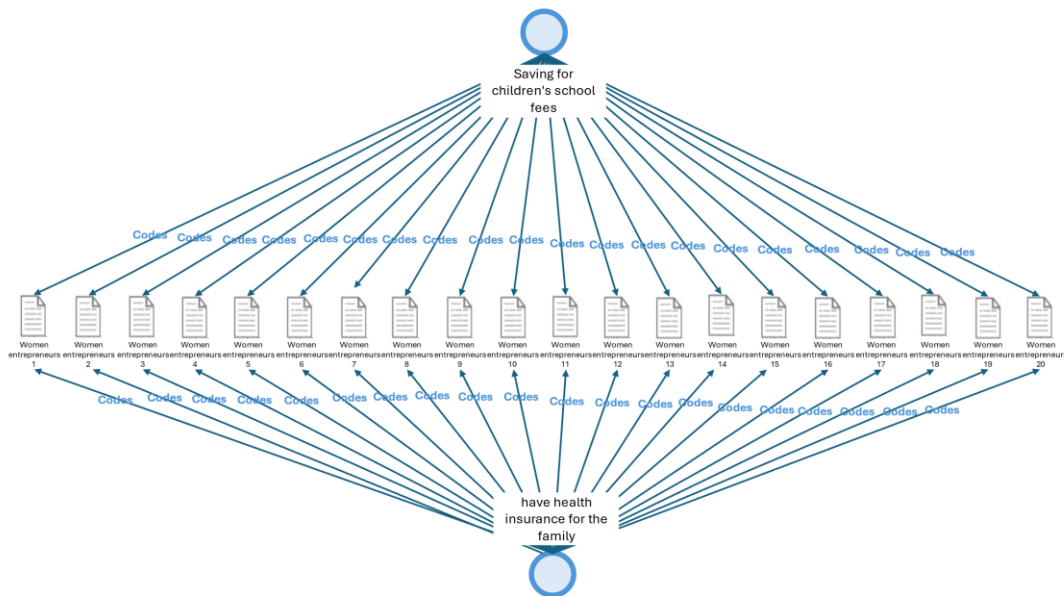 Saving for
children's school
fees
Codes Codes Codes Codes Codes Codes Codes Codes Codes Codes Codes Codes Codes Codes Codes Codes Codes Codes Codes Codes
Women Women Women Women Women Women Women Women Women Women Women Women Women Women Women Women Women Women Women Women
entrepreneurs entrepreneurs entrepreneurs entrepreneurs entrepreneurs entrepreneurs entrepreneurs entrepreneurs entrepreneurs entrepreneurs entrepreneurs entrepreneurs entrepreneurs entrepreneurs entrepreneurs entrepreneurs entrepreneurs entrepreneurs entrepreneurs entrepreneurs
1 2 3 4 5 6 7 8 9 10 11 12 13 14 15 16 17 18 19 20
Codes Codes Codes Codes Codes Codes Codes Codes Codes Codes Codes Codes Codes Codes Codes Codes Codes Codes Codes Codes
have health
insurance for the
family